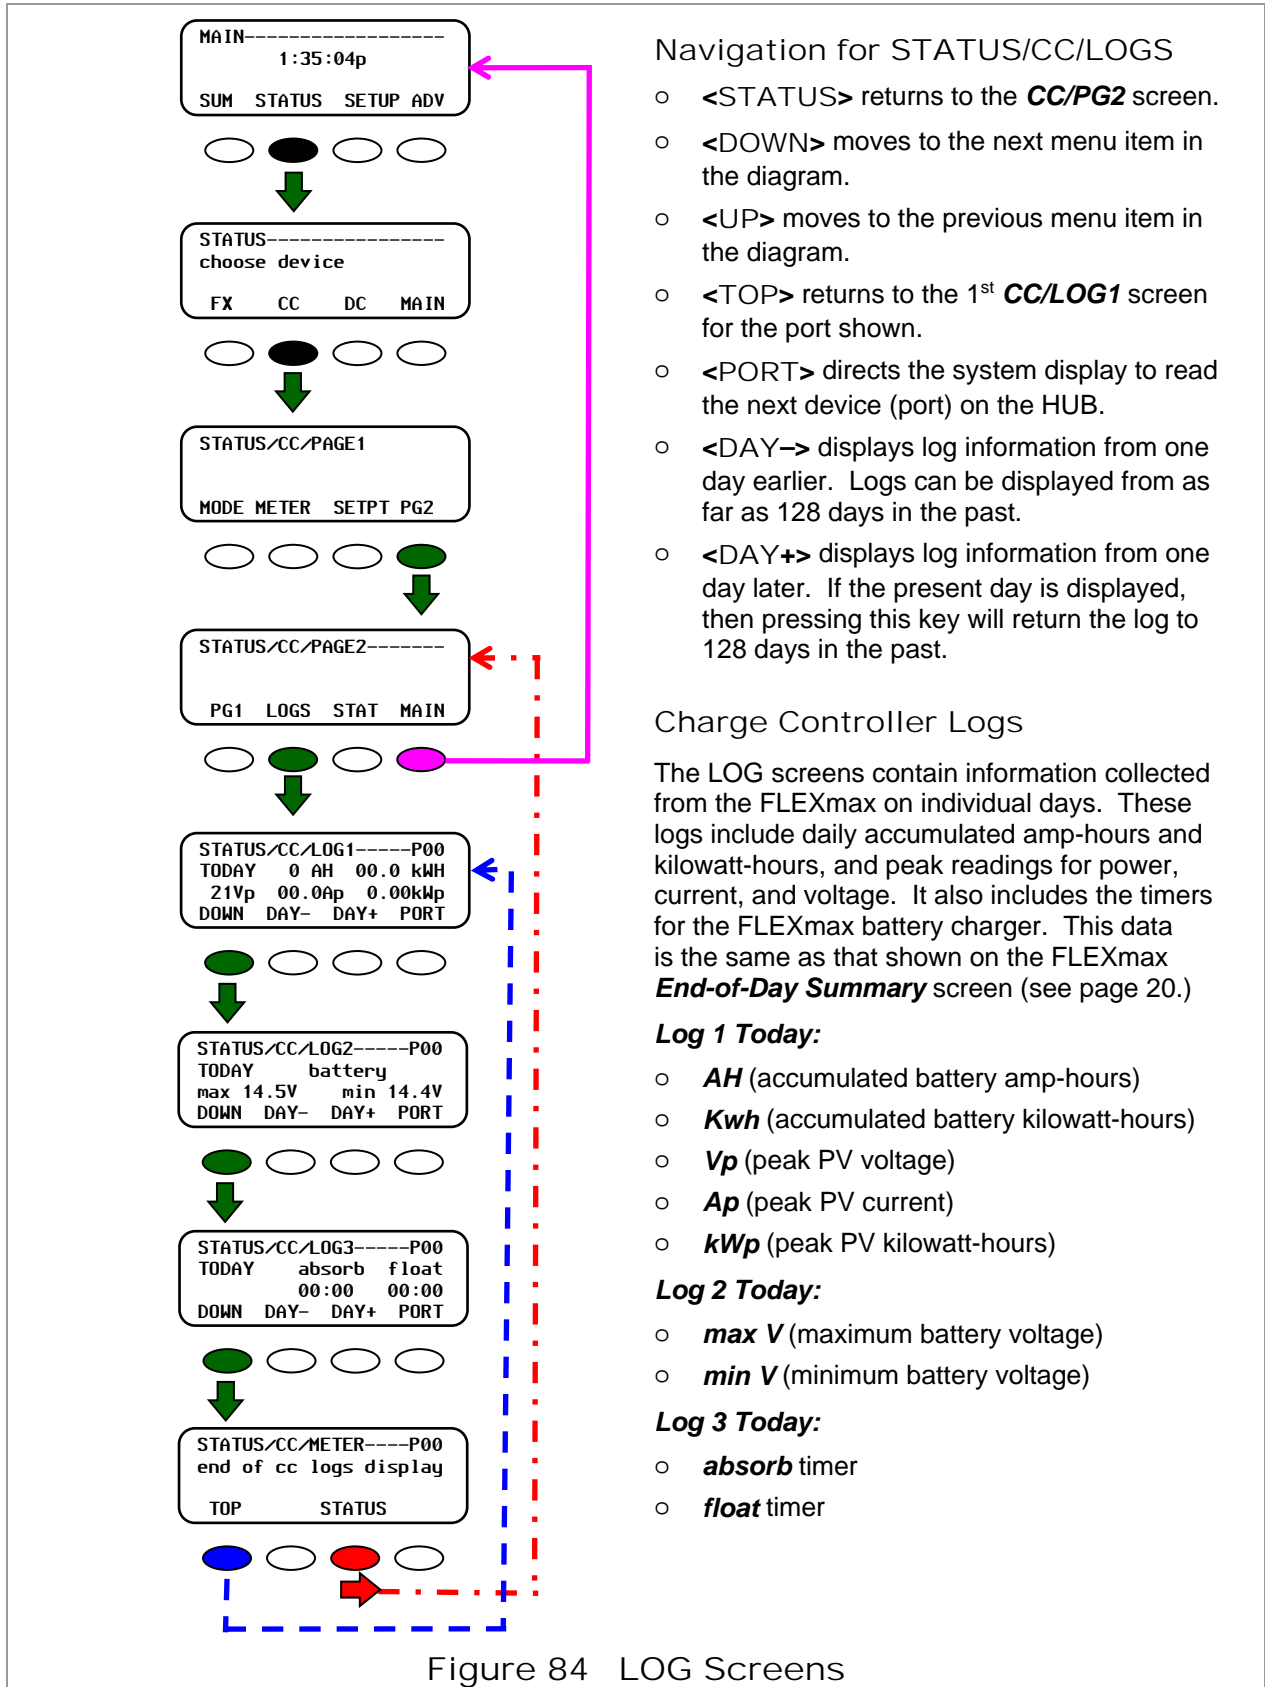 MAIN------------------
1:35:04p
SUM STATUS SETUP ADV
STATUS----------------
choose device
FX CC DC MAIN
STATUS/CC/PAGE1
MODE METER SETPT PG2
STATUS/CC/PAGE2-------
PG1 LOGS STAT MAIN
STATUS/CC/LOG1-----P00
TODAY 0 AH 00.0 kWH
21Vp 00.0Ap 0.00kWp
DOWN DAY- DAY+ PORT
STATUS/CC/LOG2-----P00
TODAY battery
max 14.5V min 14.4V
DOWN DAY- DAY+ PORT
STATUS/CC/LOG3-----P00
TODAY absorb float
00:00 00:00
DOWN DAY- DAY+ PORT
STATUS/CC/METER----P00
end of cc logs display
TOP STATUS
Navigation for STATUS/CC/LOGS
o <STATUS> returns to the CC/PG2 screen.
o <DOWN> moves to the next menu item in
the diagram.
o <UP> moves to the previous menu item in
the diagram.
o <TOP> returns to the 1st CC/LOG1 screen
for the port shown.
o <PORT> directs the system display to read
the next device (port) on the HUB.
o <DAY–> displays log information from one
day earlier. Logs can be displayed from as
far as 128 days in the past.
o <DAY+> displays log information from one
day later. If the present day is displayed,
then pressing this key will return the log to
128 days in the past.
Charge Controller Logs
The LOG screens contain information collected
from the FLEXmax on individual days. These
logs include daily accumulated amp-hours and
kilowatt-hours, and peak readings for power,
current, and voltage. It also includes the timers
for the FLEXmax battery charger. This data
is the same as that shown on the FLEXmax
End-of-Day Summary screen (see page 20.)
Log 1 Today:
o AH (accumulated battery amp-hours)
o Kwh (accumulated battery kilowatt-hours)
o Vp (peak PV voltage)
o Ap (peak PV current)
o kWp (peak PV kilowatt-hours)
Log 2 Today:
o max V (maximum battery voltage)
o min V (minimum battery voltage)
Log 3 Today:
o absorb timer
o float timer
Figure 84 LOG Screens